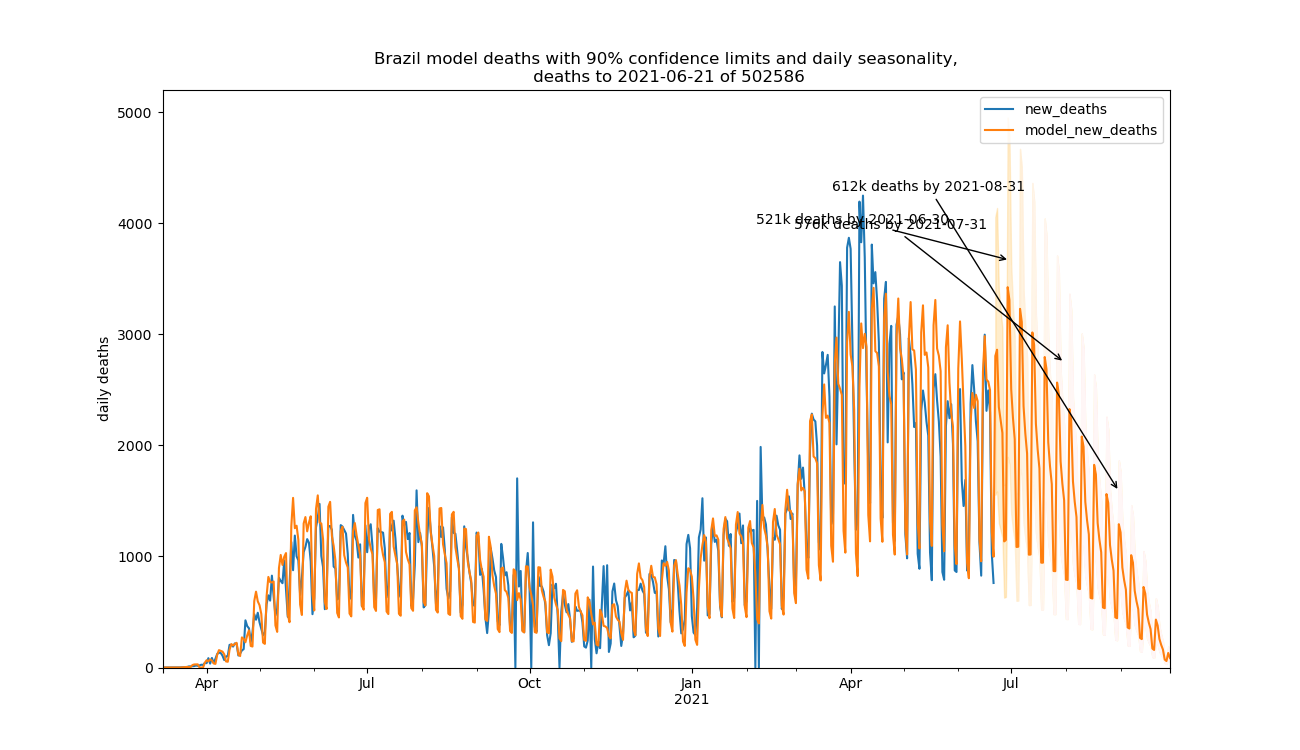 Brazil model deaths with 90% confidence limits and daily seasonality,
deaths to 2021-06-21 of 502586
5000
4000
3000
2000
1000
0
daily deaths
new_deaths
model_new_deaths
612k deaths by 2021-08-31
521k deaths by 2021-06-30
576k deaths by 2021-07-31
Apr
Jul
Oct
Jan
2021
Apr
Jul